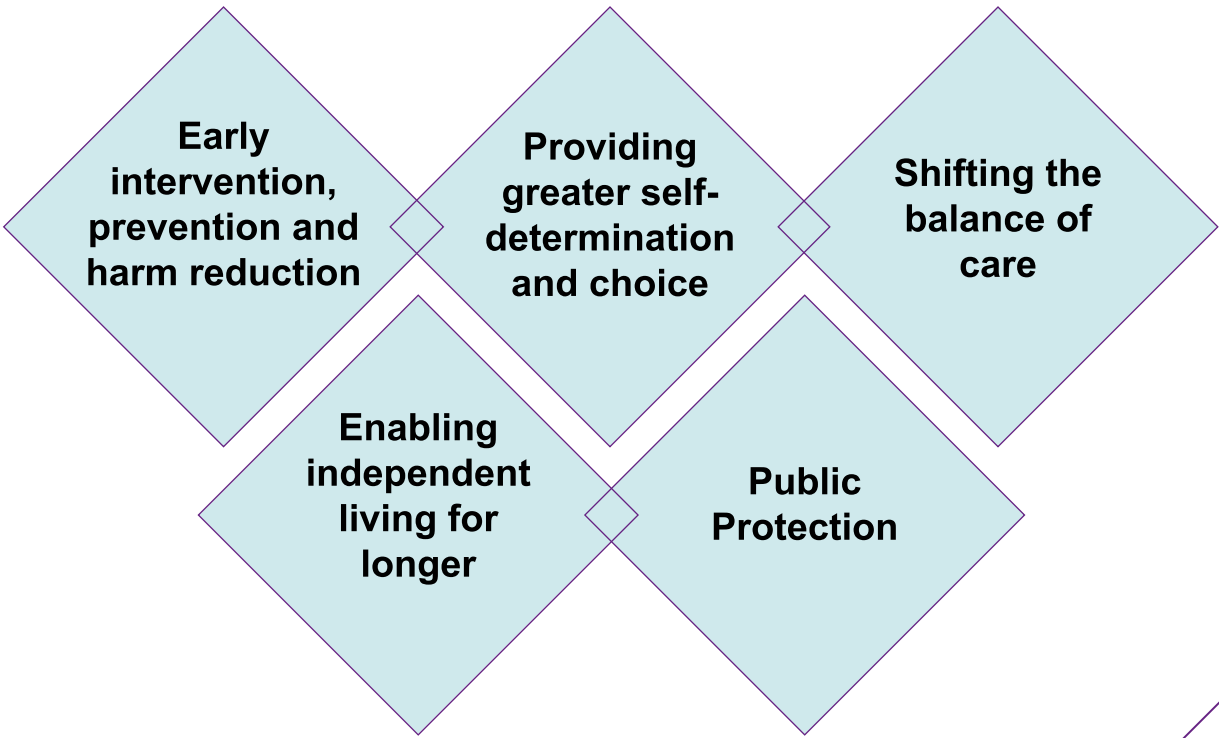 Early
intervention,
prevention and
harm reduction
Providing
greater self-
determination
and choice
Shifting the
balance of
care
Enabling
independent
living for
longer
Public
Protection